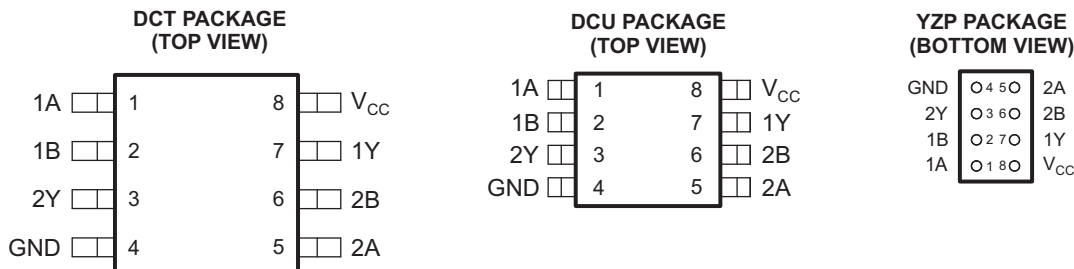 DCT PACKAGE
(TOP VIEW)
1A 1 8 VCC
1B 2 7 1Y
2Y 3 6 2B
GND 4 5 2A
DCU PACKAGE
(TOP VIEW)
1A 1 8 VCC
1B 2 7 1Y
2Y 3 6 2B
GND 4 5 2A
YZP PACKAGE
(BOTTOM VIEW)
GND 4 5 2A
2Y 3 6 2B
1B 2 7 1Y
1A 1 8 VCC